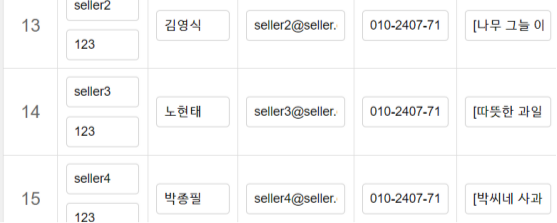 13
seller2
123
김영식
seller2@seller.
010-2407-71
[나무 그늘 이
14
seller3
123
노현태
seller3@seller.
010-2407-71
[따뜻한 과일
15
seller4
123
박종필
seller4@seller.
010-2407-71
[박씨네 사과